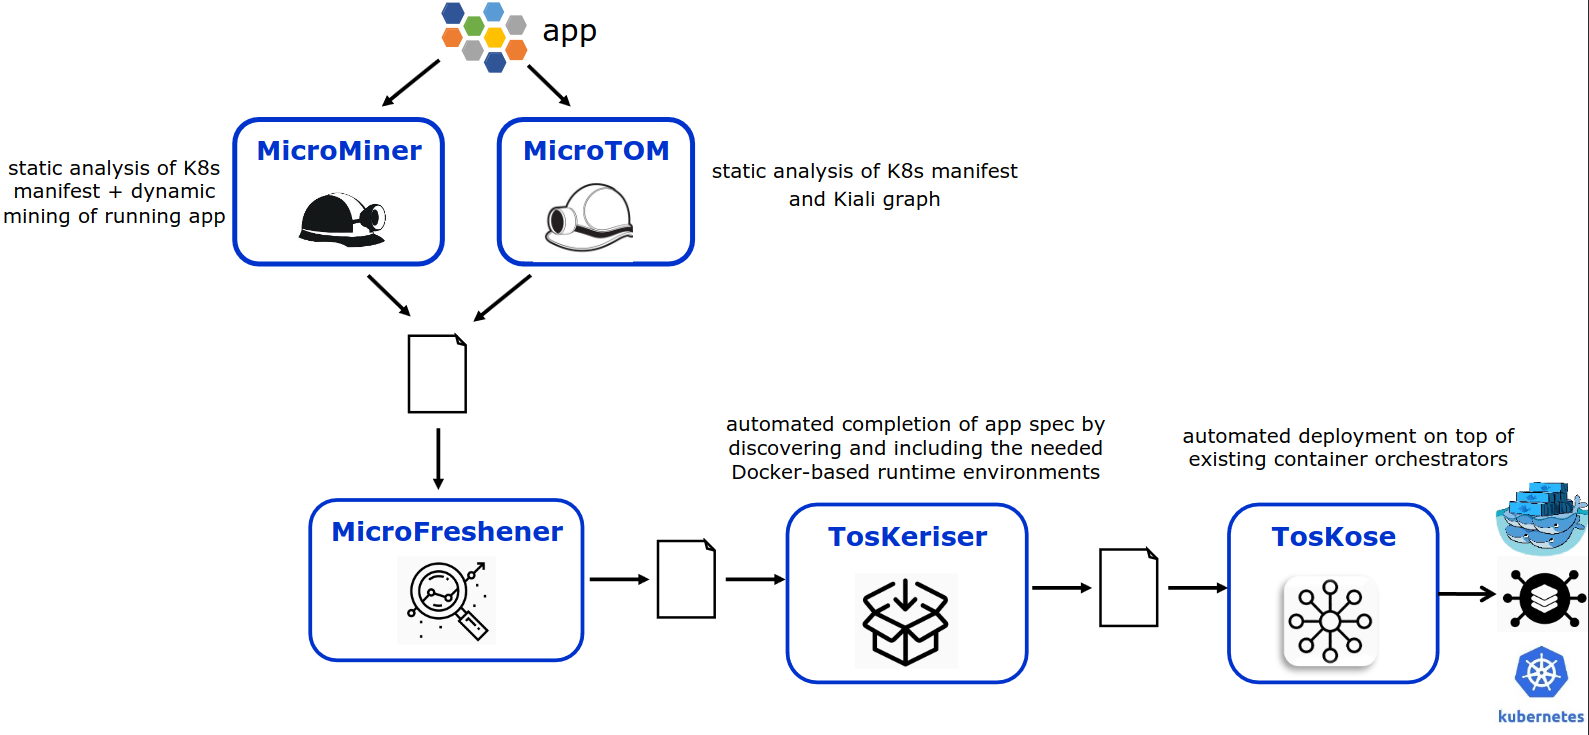 app
MicroMiner
MicroTOM
static analysis of K8s
manifest + dynamic
mining of running app
static analysis of K8s manifest
and Kiali graph
automated completion of app spec by
discovering and including the needed
Docker-based runtime environments
automated deployment on top of
existing container orchestrators
MicroFreshener
TosKeriser
TosKose
kubernetes